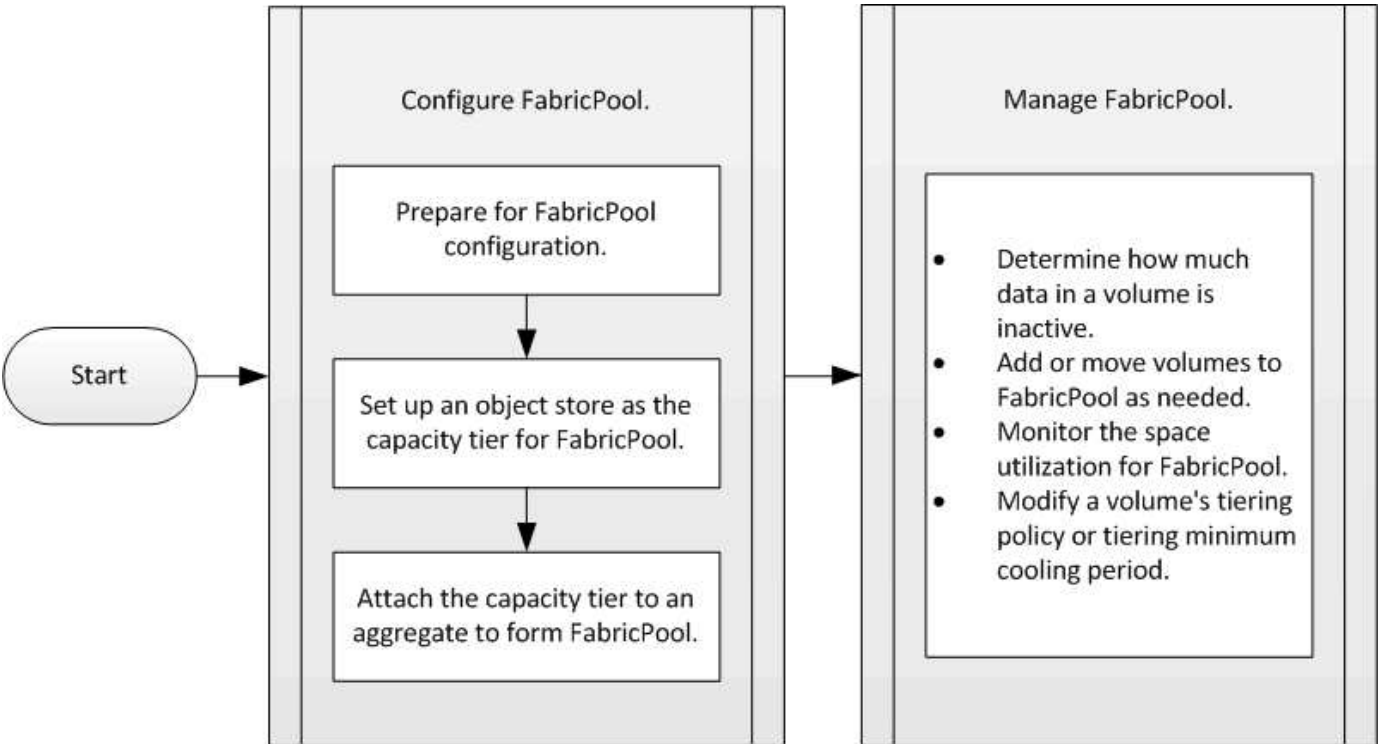 Start
Configure FabricPool.
Prepare for FabricPool
configuration.
Set up an object store as the
capacity tier for FabricPool.
Attach the capacity tier to an
aggregate to form FabricPool.
Manage FabricPool.
● Determine how much
data in a volume is
inactive.
● Add or move volumes to
FabricPool as needed.
● Monitor the space
utilization for FabricPool.
● Modify a volume's tiering
policy or tiering minimum
cooling period.